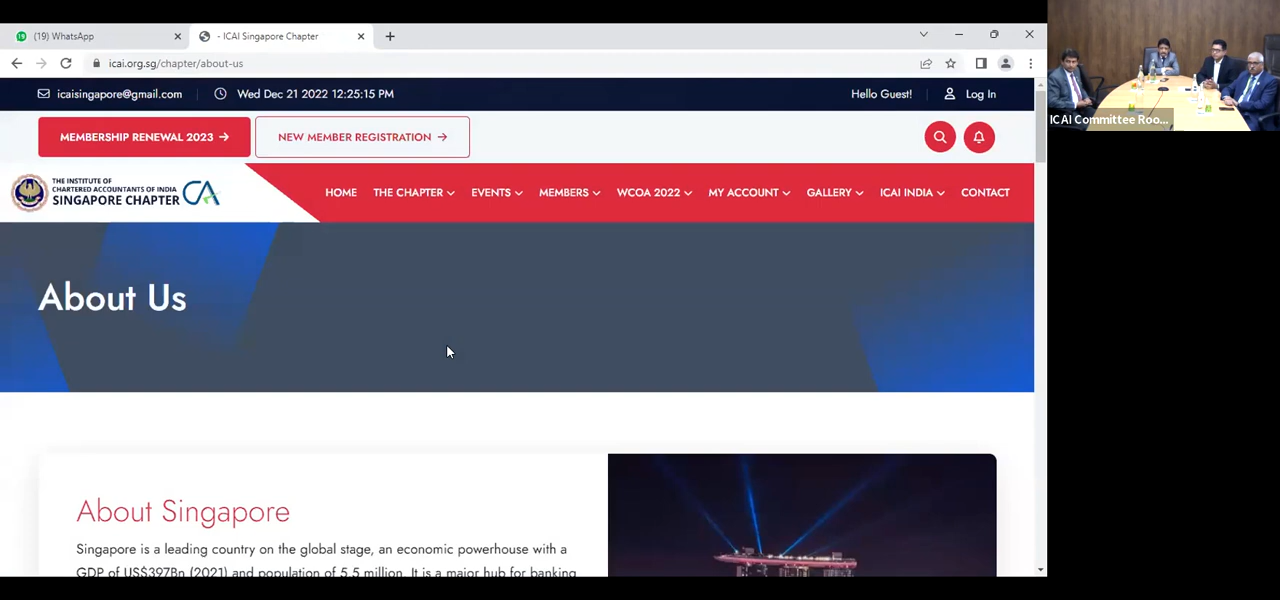 (19) WhatsApp
- ICAI Singapore Chapter
icai.org.sg/chapter/about-us
icaisingapore@gmail.com
Wed Dec 21 2022 12:25:15 PM
Hello Guest!
Log In
MEMBERSHIP RENEWAL 2023 →
NEW MEMBER REGISTRATION →
THE INSTITUTE OF
CHARTERED ACCOUNTANTS OF INDIA
SINGAPORE CHAPTER
CA
HOME THE CHAPTER EVENTS MEMBERS WCOA 2022 MY ACCOUNT GALLERY ICAI INDIA CONTACT
About Us
About Singapore
Singapore is a leading country on the global stage, an economic powerhouse with a
GDP of US$397Bn (2021) and population of 5.5 million. It is a major hub for banking
ICAI Committee Roo...